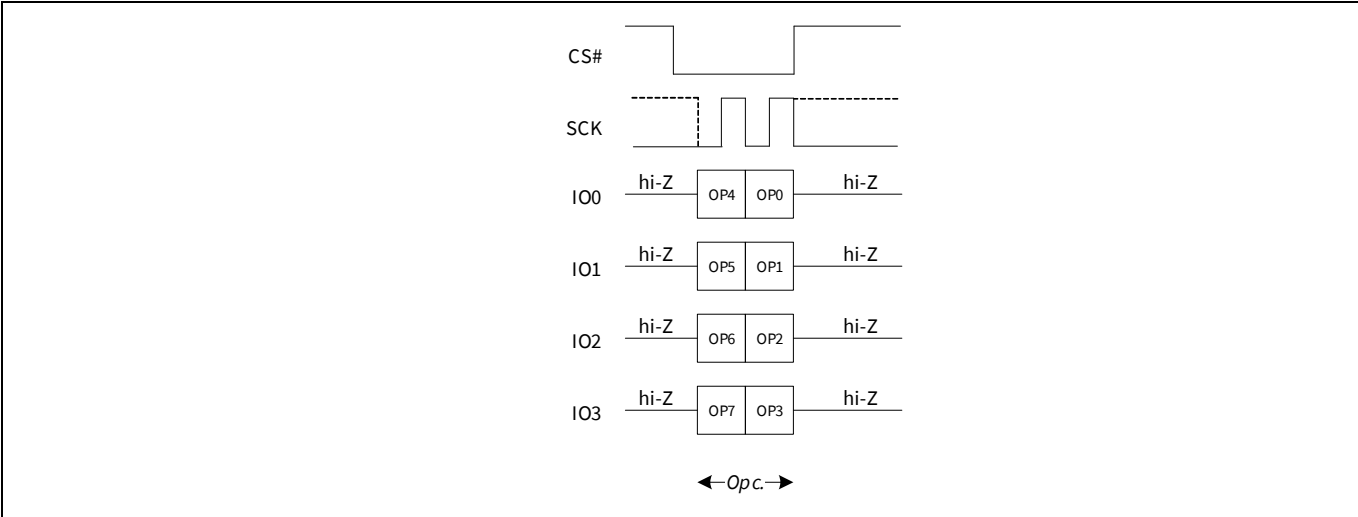 CS#
SCK
IO0 hi-Z OP4 OP0 hi-Z
IO1 hi-Z OP5 OP1 hi-Z
IO2 hi-Z OP6 OP2 hi-Z
IO3 hi-Z OP7 OP3 hi-Z
Opc.